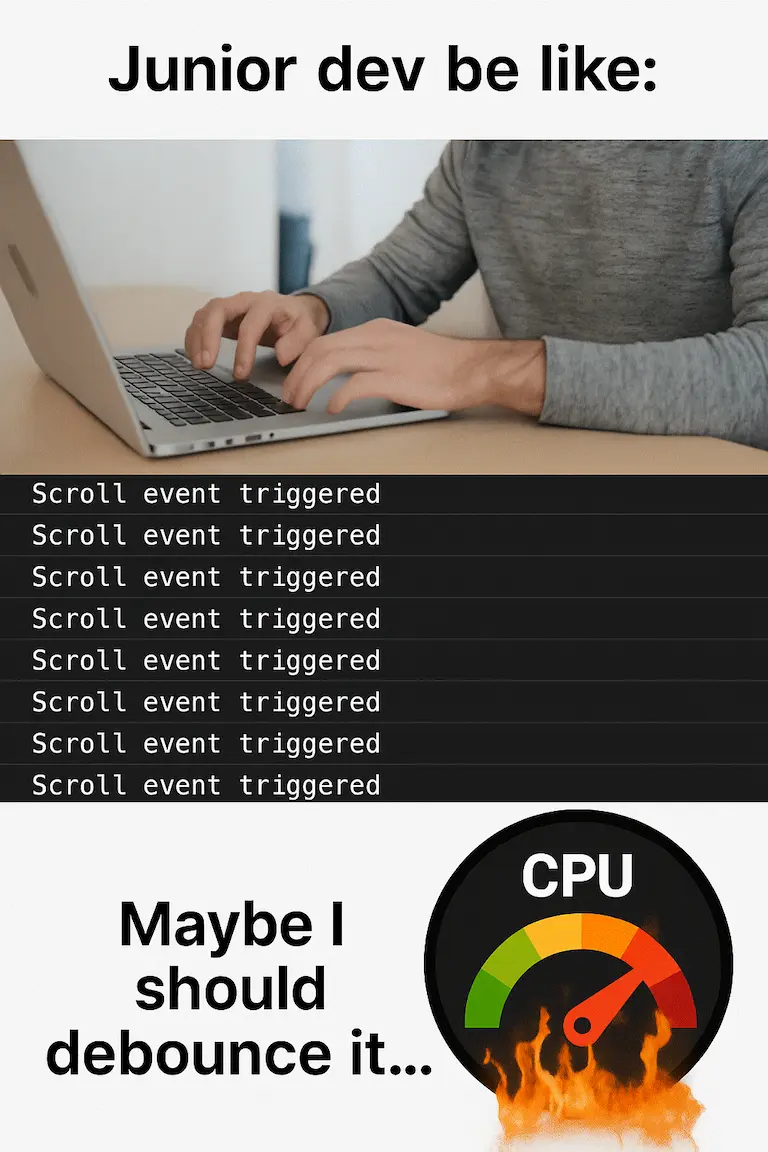 Junior dev be like:
Scroll event triggered
Scroll event triggered
Scroll event triggered
Scroll event triggered
Scroll event triggered
Scroll event triggered
Scroll event triggered
Scroll event triggered
CPU
Maybe I
should
debounce it...